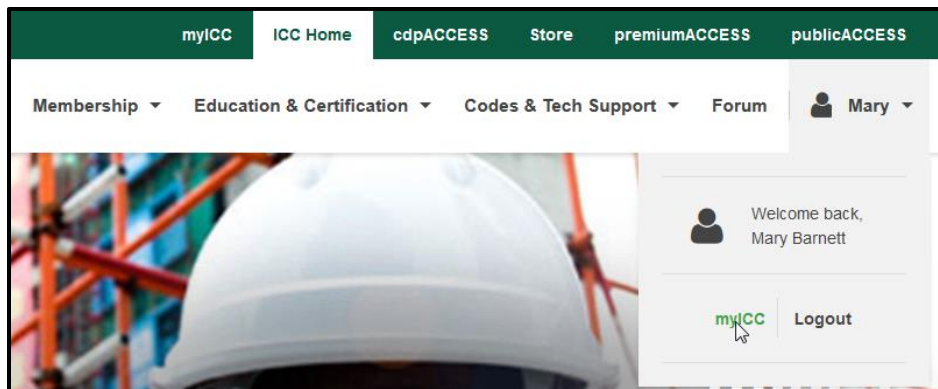 myICC ICC Home cdpACCESS Store premiumACCESS publicACCESS
Membership Education & Certification Codes & Tech Support Forum Mary
Welcome back,
Mary Barnett
myICC Logout